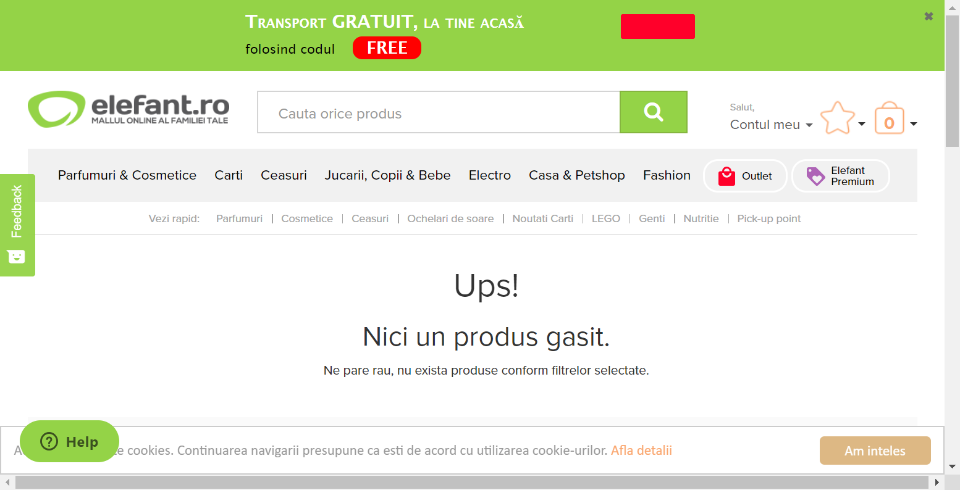 Transport GRATUIT, la tine acasă
folosind codul FREE
elefant.ro
MALLUL ONLINE AL FAMILIEI TALE
Cauta orice produs
Salut,
Contul meu
0
Parfumuri & Cosmetice Carti Ceasuri Jucarii, Copii & Bebe Electro Casa & Petshop Fashion Outlet Elefant Premium
Vezi rapid: Parfumuri | Cosmetice | Ceasuri | Ochelari de soare | Noutati Carti | LEGO | Genti | Nutritie | Pick-up point
Feedback
Ups!
Nici un produs gasit.
Ne pare rau, nu exista produse conform filtrelor selectate.
Help
cookies. Continuarea navigarii presupune ca esti de acord cu utilizarea cookie-urilor. Afla detalii
Am inteles